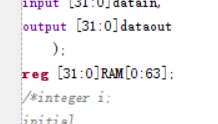 input [31:0]datain,
output [31:0]dataout
);
reg [31:0]RAM[0:63];
/*integer i;
initial